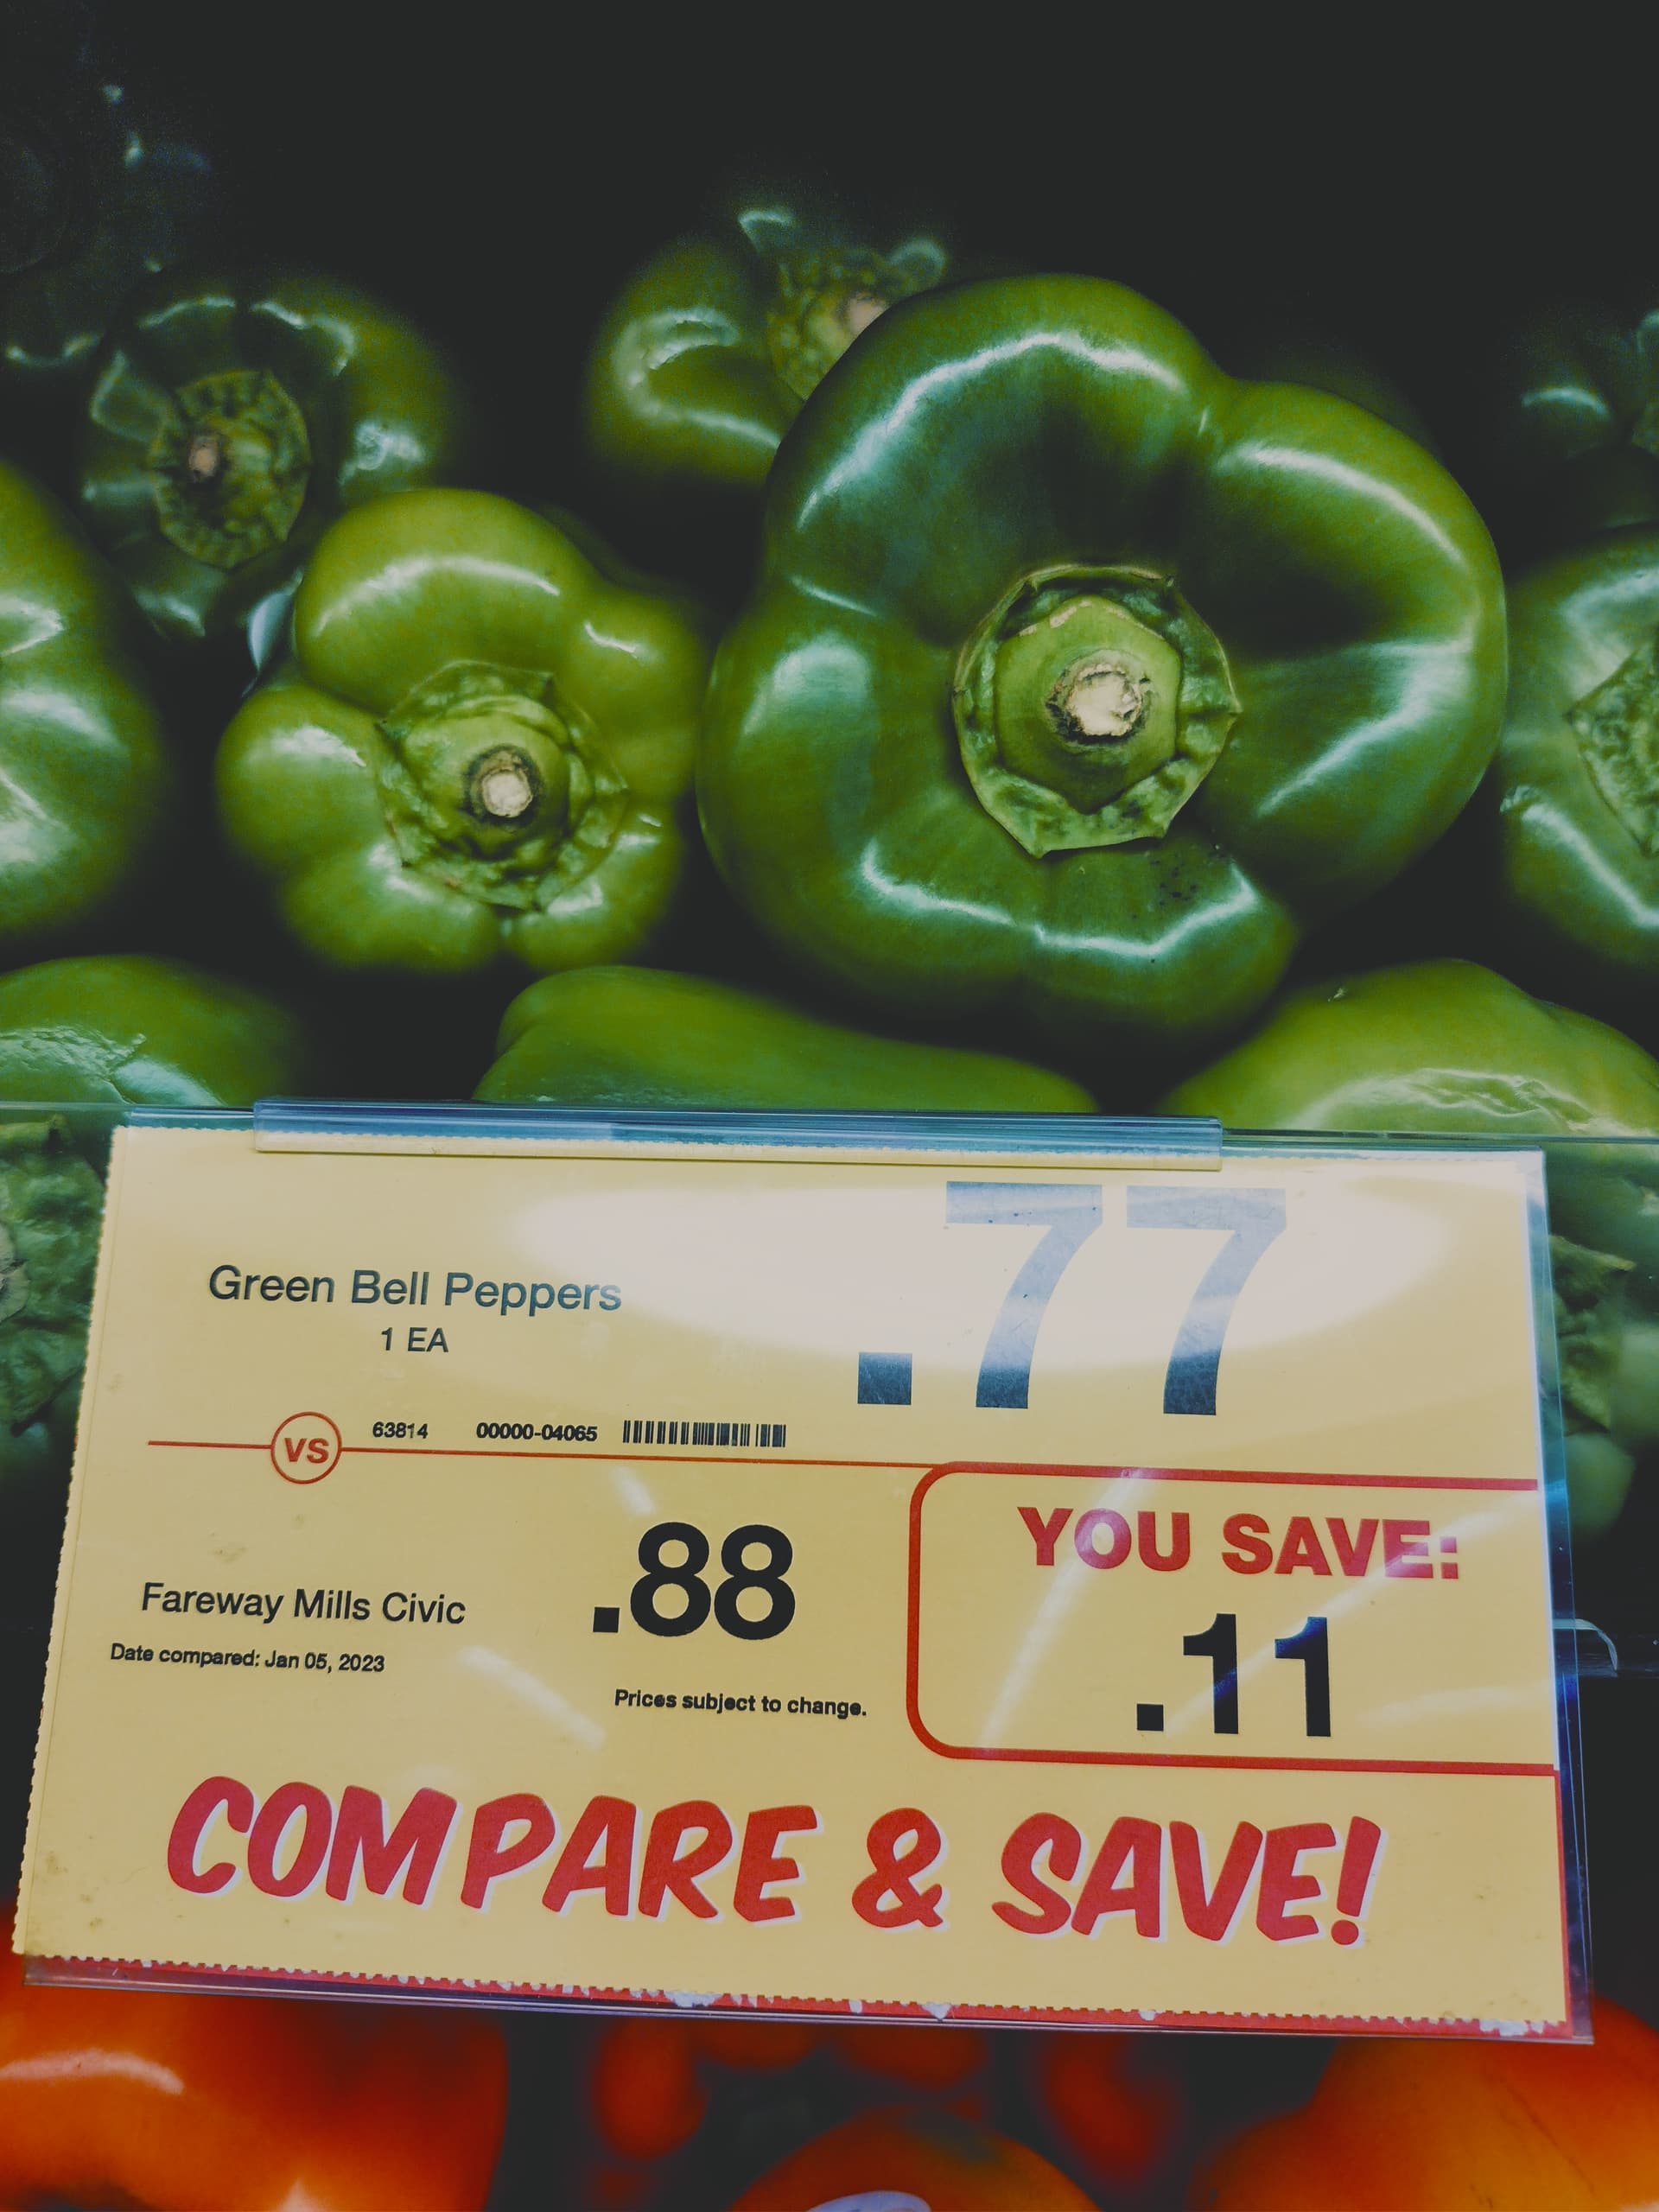 .77
Green Bell Peppers
1 EA
63814 00000-04065
VS
YOU SAVE:
.88
Fareway Mills Civic
.11
Date compared: Jan 05, 2023
Prices subject to change.
COMPARE & SAVE!